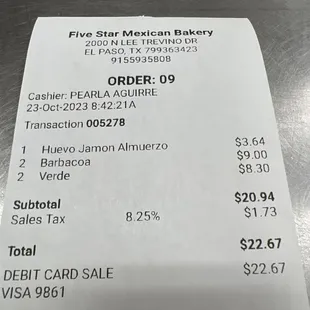 Five Star Mexican Bakery
2000 N LEE TREVINO DR
EL PASO, TX 799363423
9155935808
ORDER: 09
Cashier: PEARLA AGUIRRE
23-Oct-2023 8:42:21A
Transaction 005278
1 Huevo Jamon Almuerzo $3.64
2 Barbacoa $9.00
2 Verde $8.30
Subtotal $20.94
Sales Tax 8.25% $1.73
Total $22.67
DEBIT CARD SALE $22.67
VISA 9861